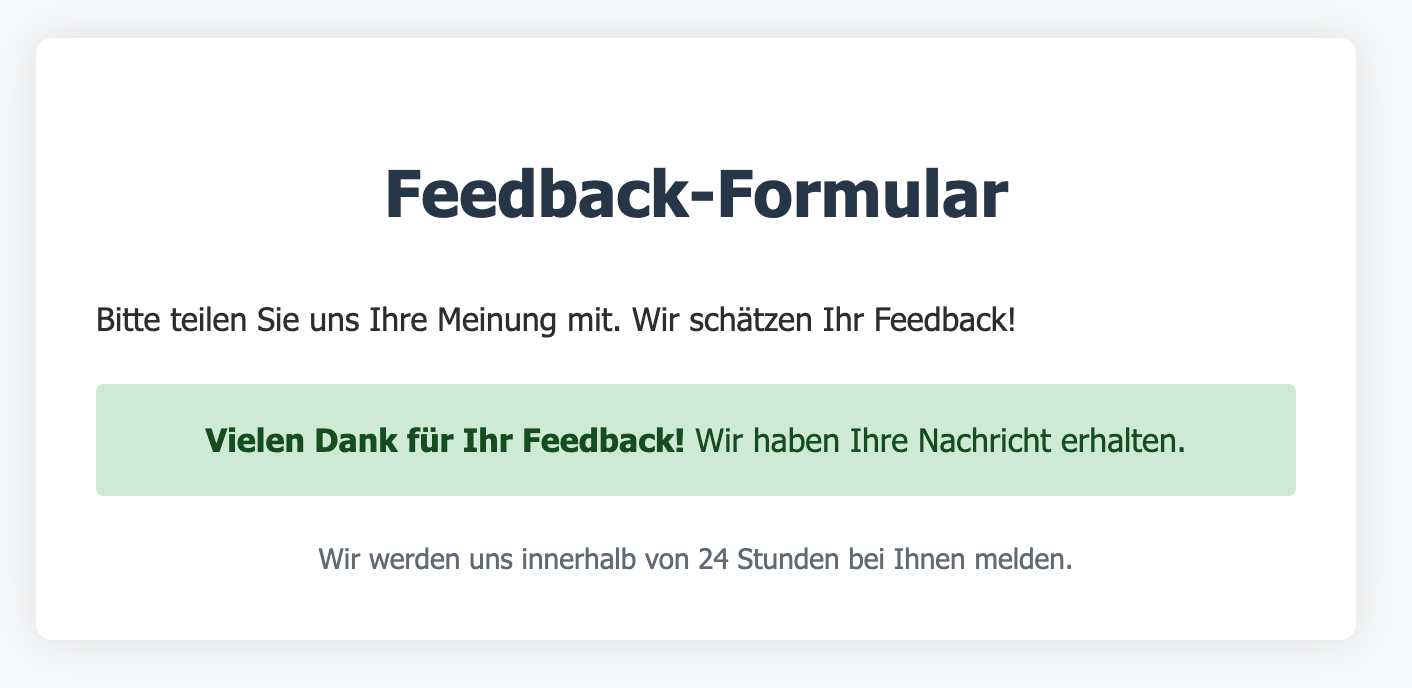 Feedback-Formular
Bitte teilen Sie uns Ihre Meinung mit. Wir schätzen Ihr Feedback!
Vielen Dank für Ihr Feedback! Wir haben Ihre Nachricht erhalten.
Wir werden uns innerhalb von 24 Stunden bei Ihnen melden.